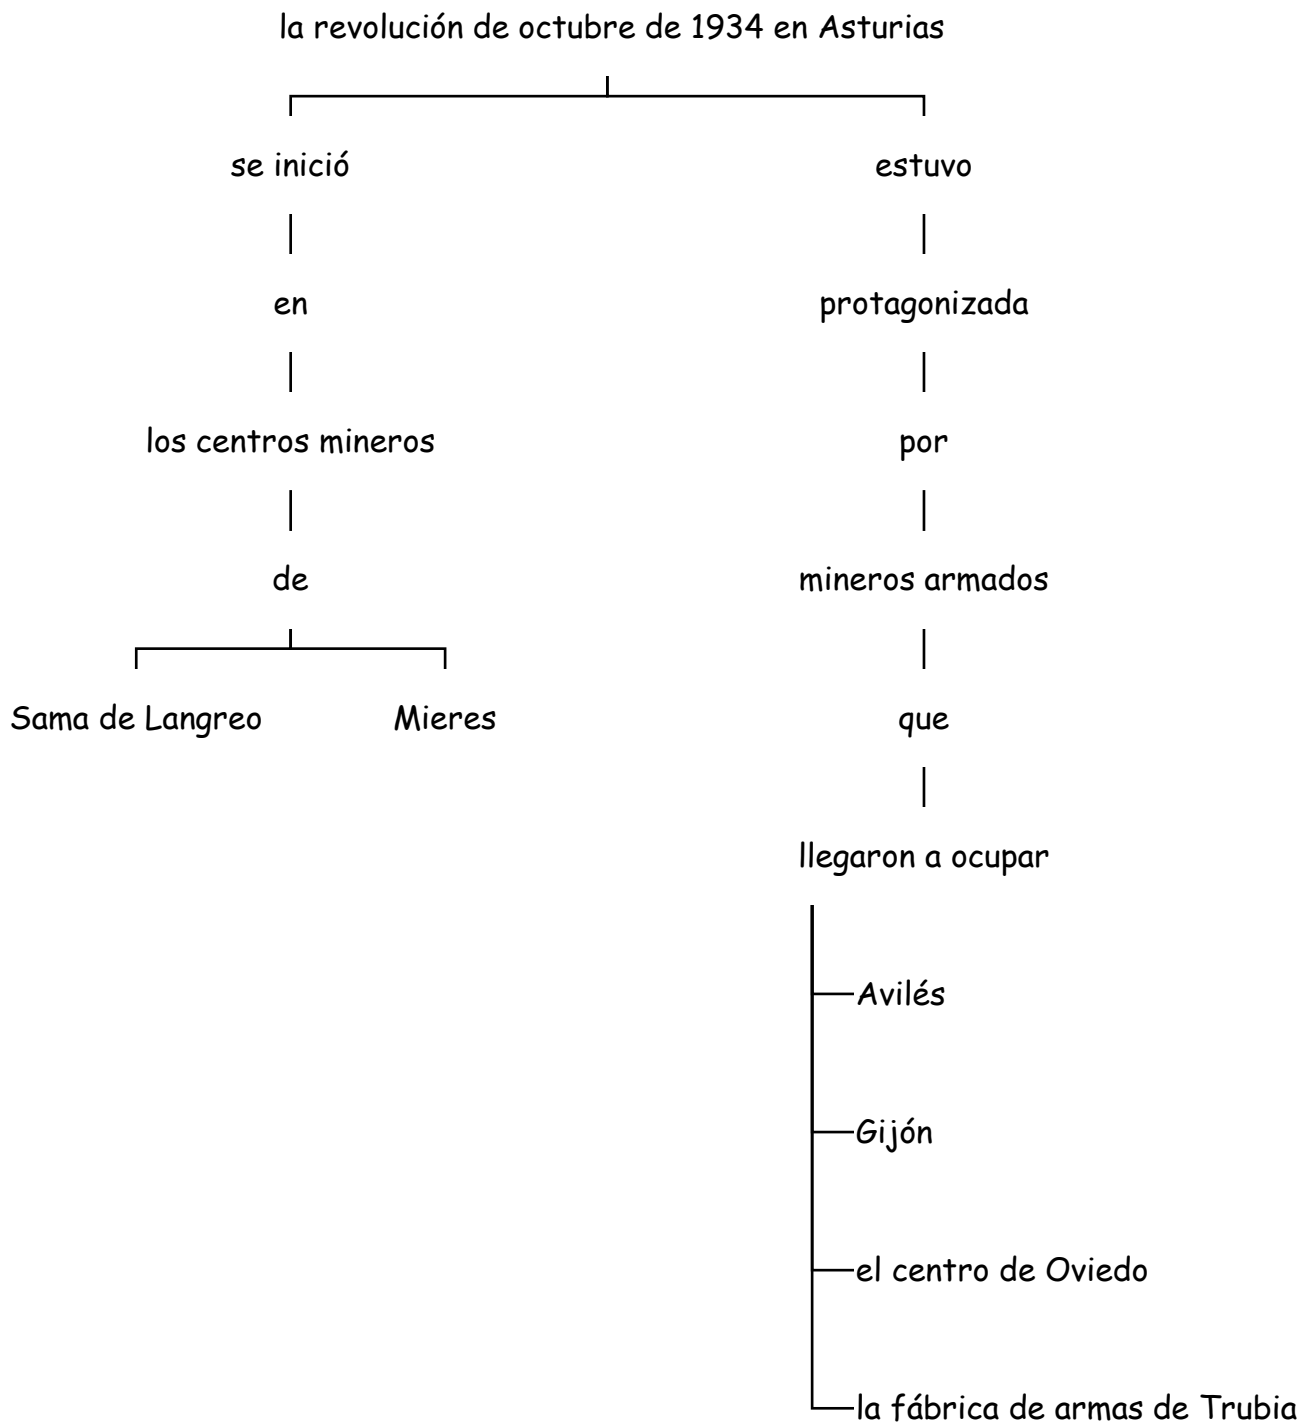 la revolución de octubre de 1934 en Asturias
se inició
estuvo
en
protagonizada
los centros mineros
por
de
mineros armados
Sama de Langreo
Mieres
que
llegaron a ocupar
Avilés
Gijón
el centro de Oviedo
la fábrica de armas de Trubia